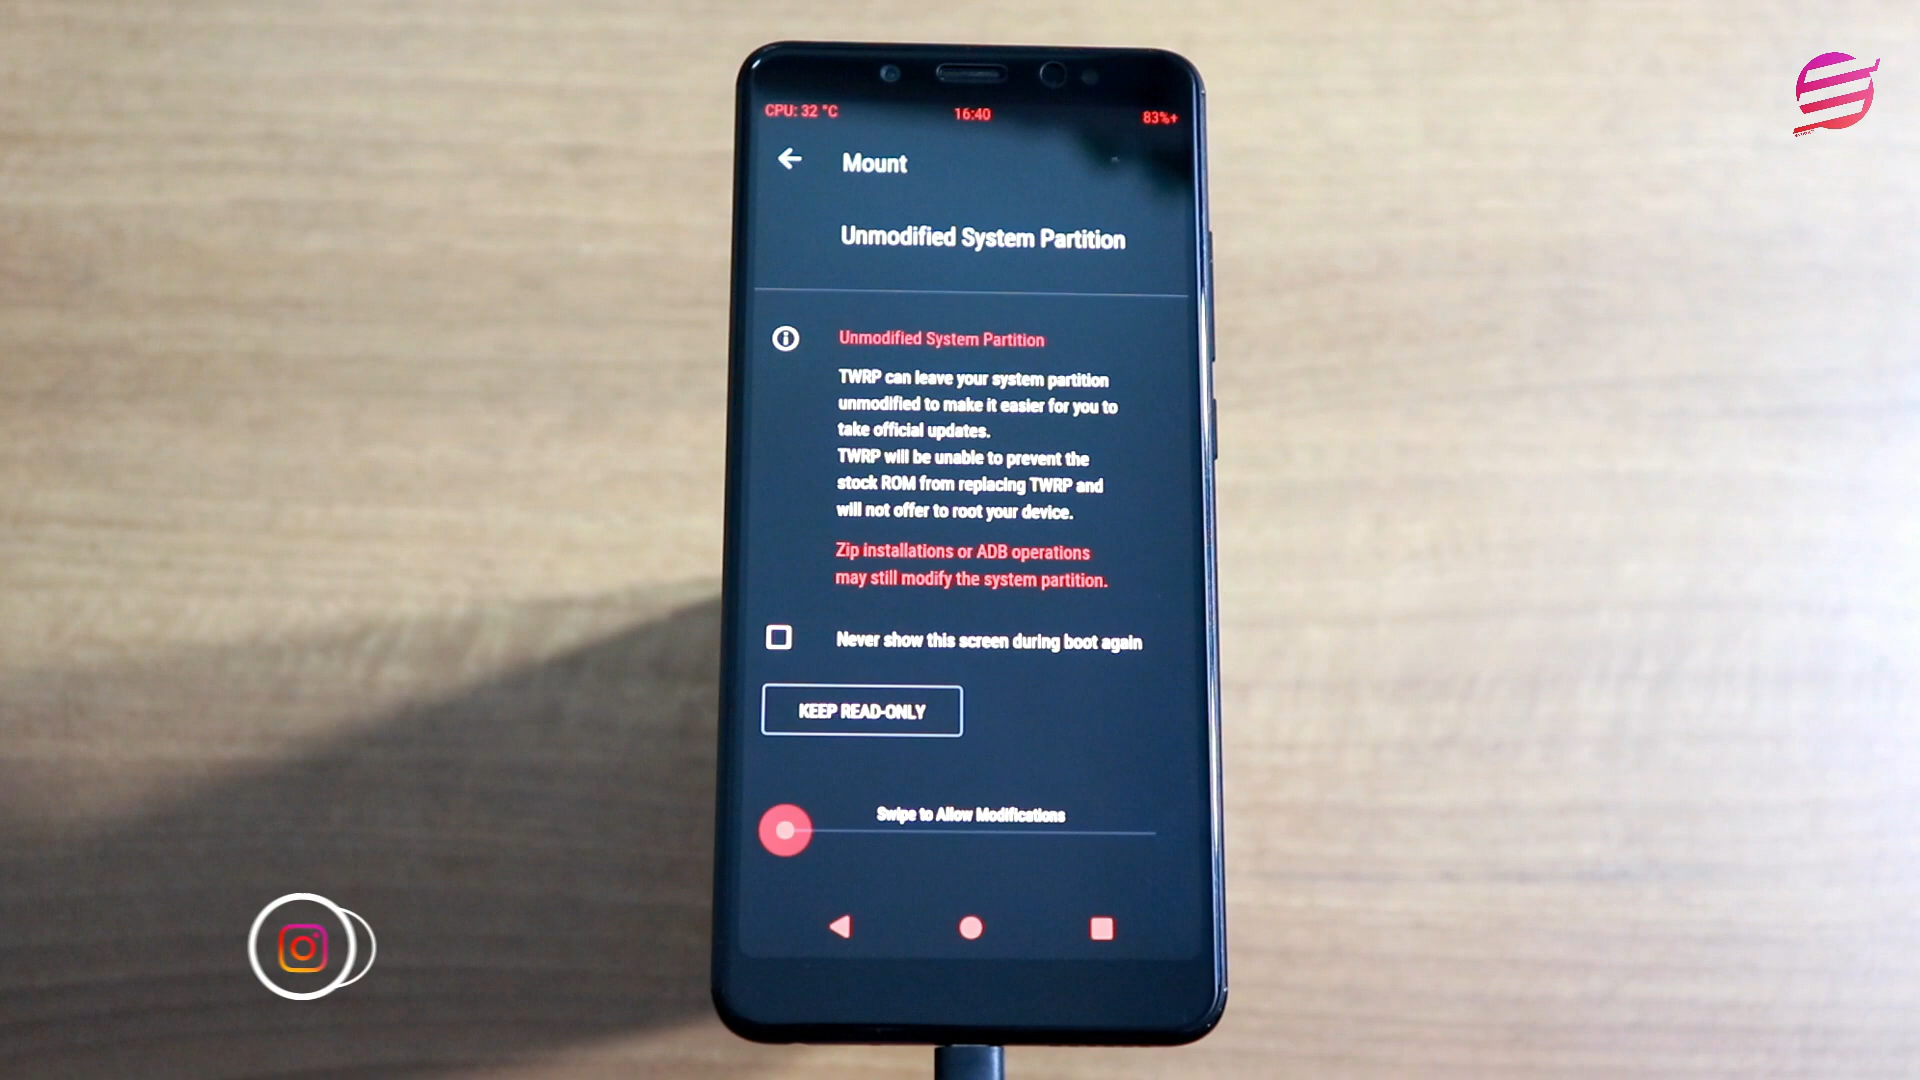 CPU: 32 °C
16:40
83%+
Mount
Unmodified System Partition
Unmodified System Partition
TWRP can leave your system partition
unmodified to make it easier for you to
take official updates.
TWRP will be unable to prevent the
stock ROM from replacing TWRP and
will not offer to root your device.
Zip installations or ADB operations
may still modify the system partition.
Never show this screen during boot again
KEEP READ-ONLY
Swipe to Allow Modifications